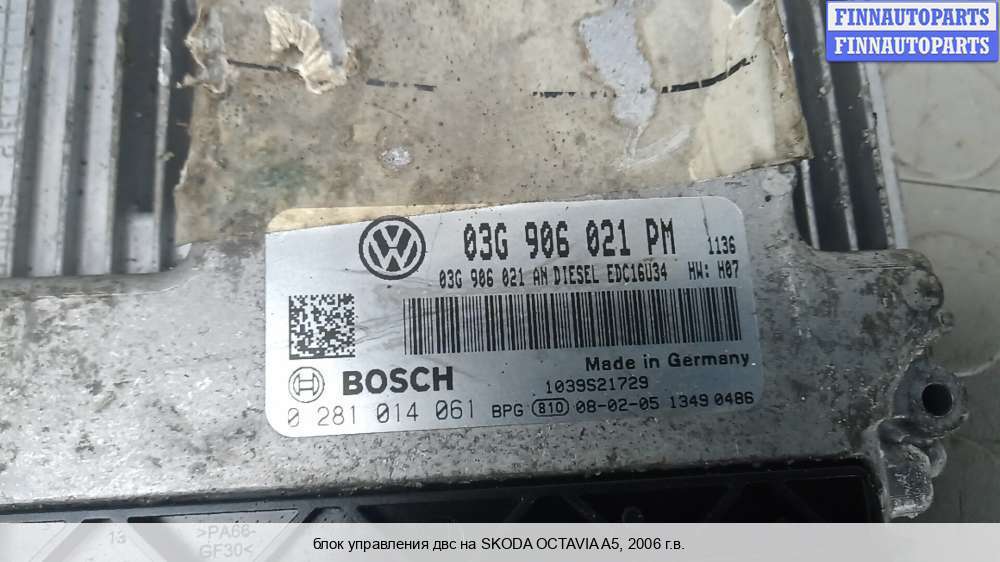 FINNAUTOPARTS
FINNAUTOPARTS
03G 906 021 PM 1136
03G 906 021 AN DIESEL EDC16U34 HW: H07
Made in Germany
BOSCH 1039S21729
0 281 014 061 BPG 810 08-02-05 1349 0486
13 >PA66-
GF30<
блок управления двс на SKODA OCTAVIA A5, 2006 г.в.